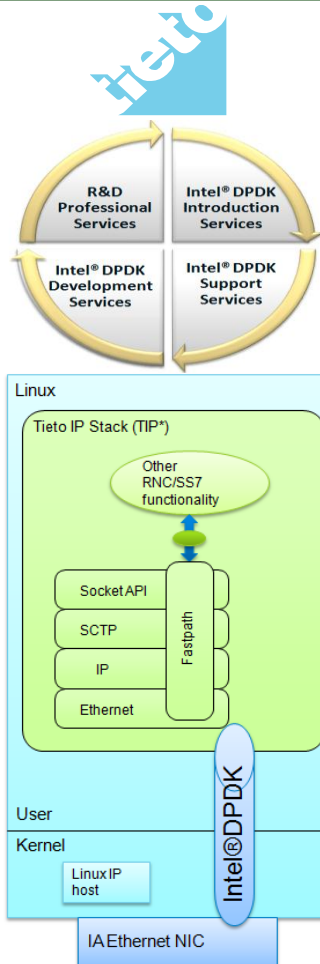 tieto
R&D
Professional
Services
Intel® DPDK
Introduction
Services
Intel® DPDK
Development
Services
Intel® DPDK
Support
Services
Linux
Tieto IP Stack (TIP*)
Other
RNC/SS7
functionality
Socket API
SCTP
IP
Ethernet
Fastpath
Intel®DPDK
User
Kernel
Linux IP
host
IA Ethernet NIC